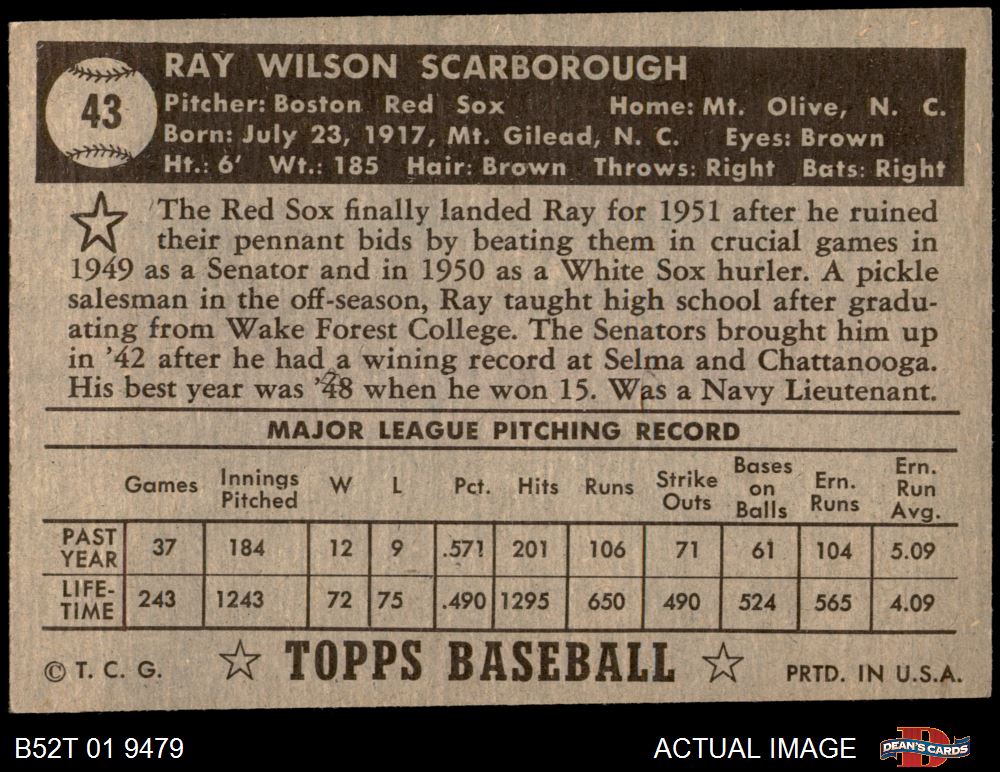 43
RAY WILSON SCARBOROUGH
Pitcher: Boston Red Sox Home: Mt. Olive, N. C.
Born: July 23, 1917, Mt. Gilead, N. C. Eyes: Brown
Ht.: 6' Wt.: 185 Hair: Brown Throws: Right Bats: Right
The Red Sox finally landed Ray for 1951 after he ruined
their pennant bids by beating them in crucial games in
1949 as a Senator and in 1950 as a White Sox hurler. A pickle
salesman in the off-season, Ray taught high school after gradu-
ating from Wake Forest College. The Senators brought him up
in '42 after he had a wining record at Selma and Chattanooga.
His best year was '48 when he won 15. Was a Navy Lieutenant.
MAJOR LEAGUE PITCHING RECORD
Games Innings Pitched W L Pct. Hits Runs Strike Outs Bases on Balls Ern. Runs Ern. Run Avg.
PAST YEAR 37 184 12 9 .571 201 106 71 61 104 5.09
LIFE-TIME 243 1243 72 75 .490 1295 650 490 524 565 4.09
© T. C. G. TOPPS BASEBALL PRTD. IN U.S.A.
B52T 01 9479 ACTUAL IMAGE DEAN'S CARDS